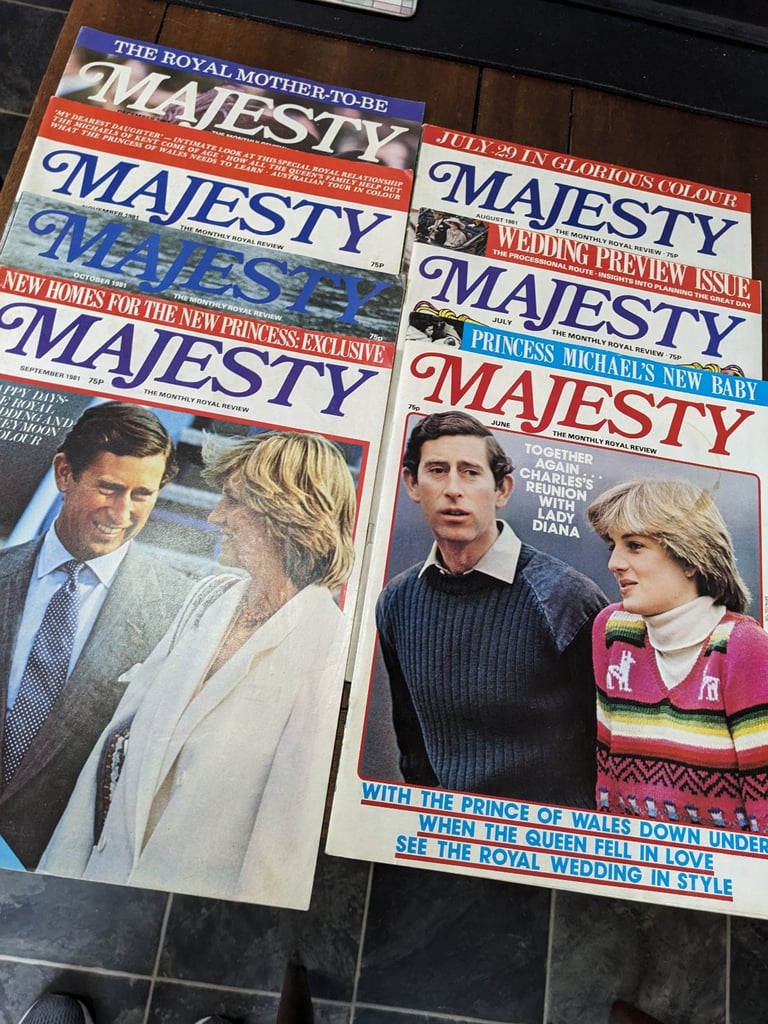 THE ROYAL MOTHER-TO-BE
MAJESTY
'MY DEAREST DAUGHTER' — INTIMATE LOOK AT THIS SPECIAL ROYAL RELATIONSHIP
THE MICHAELS OF KENT COME OF AGE · HOW ALL THE QUEEN'S FAMILY HELP OUT
WHAT THE PRINCESS OF WALES NEEDS TO LEARN · AUSTRALIAN TOUR IN COLOUR
MAJESTY
NOVEMBER 1981
THE MONTHLY ROYAL REVIEW
75P
MAJESTY
OCTOBER 1981
THE MONTHLY ROYAL REVIEW
75p
NEW HOMES FOR THE NEW PRINCESS: EXCLUSIVE
MAJESTY
SEPTEMBER 1981 75P
THE MONTHLY ROYAL REVIEW
COLOUR
JULY 29 IN GLORIOUS COLOUR
MAJESTY
AUGUST 1981
THE MONTHLY ROYAL REVIEW · 75P
WEDDING PREVIEW ISSUE
THE PROCESSIONAL ROUTE · INSIGHTS INTO PLANNING THE GREAT DAY
MAJESTY
JULY
THE MONTHLY ROYAL REVIEW · 75P
PRINCESS MICHAEL'S NEW BABY
MAJESTY
75p
JUNE
THE MONTHLY ROYAL REVIEW
TOGETHER
AGAIN . . .
CHARLES'S
REUNION
WITH
LADY
DIANA
WITH THE PRINCE OF WALES DOWN UNDER
WHEN THE QUEEN FELL IN LOVE
SEE THE ROYAL WEDDING IN STYLE